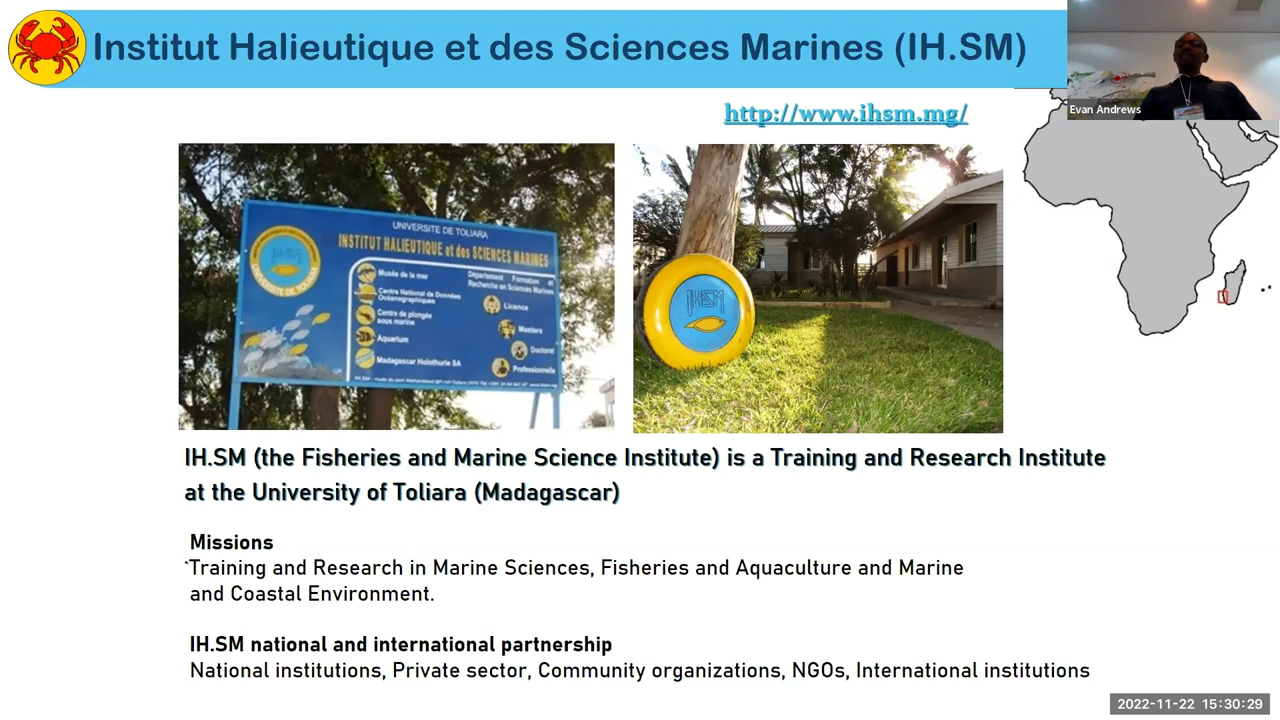 Institut Halieutique et des Sciences Marines (IH.SM)
Evan Andrews
http://www.ihsm.mg/
UNIVERSITE DE TOLIARA
INSTITUT HALIEUTIQUE et des SCIENCES MARINES
UNIVERSITE DE TOLIARA
Musée de la mer
Centre National de Données
Océanographiques
Centre de plongée
sous marine
Aquarium
Madagascar Holothurie SA
Département Formation et
Recherche en Sciences Marines
Licence
Masters
Doctorat
Professionnelle
IHSM
IH.SM (the Fisheries and Marine Science Institute) is a Training and Research Institute
at the University of Toliara (Madagascar)
Missions
Training and Research in Marine Sciences, Fisheries and Aquaculture and Marine
and Coastal Environment.
IH.SM national and international partnership
National institutions, Private sector, Community organizations, NGOs, International institutions
2022-11-22 15:30:29